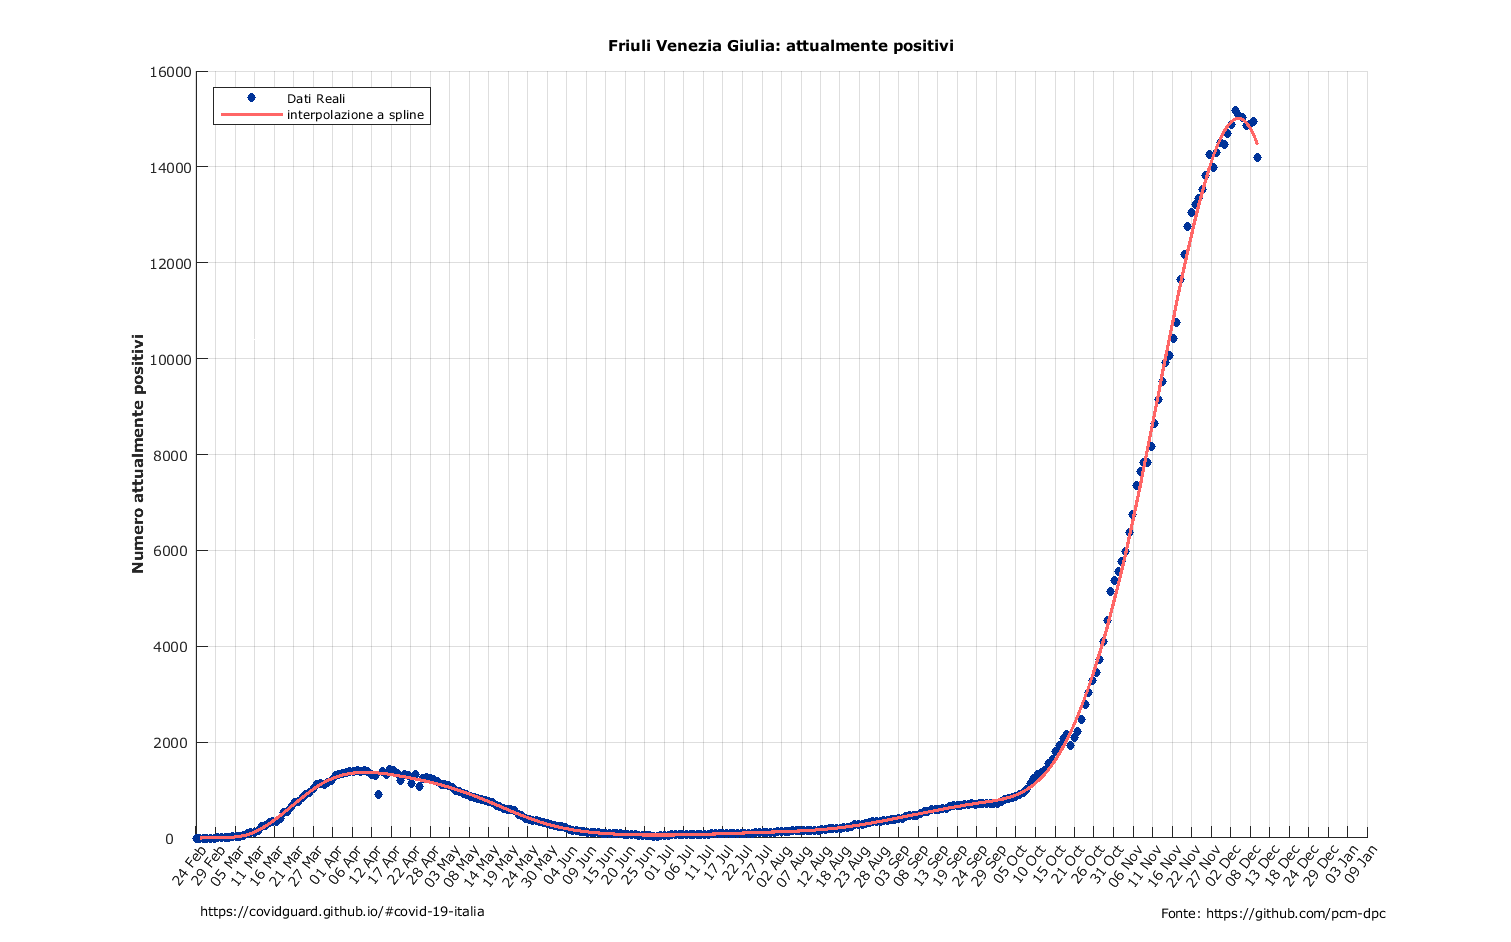 Friuli Venezia Giulia: attualmente positivi
Dati Reali
interpolazione a spline
Numero attualmente positivi
16000
14000
12000
10000
8000
6000
4000
2000
0
24 Feb
29 Feb
05 Mar
11 Mar
16 Mar
21 Mar
27 Mar
01 Apr
06 Apr
12 Apr
17 Apr
22 Apr
28 Apr
03 May
08 May
14 May
19 May
24 May
30 May
04 Jun
09 Jun
15 Jun
20 Jun
25 Jun
01 Jul
06 Jul
11 Jul
17 Jul
22 Jul
27 Jul
02 Aug
07 Aug
12 Aug
18 Aug
23 Aug
28 Aug
03 Sep
08 Sep
13 Sep
19 Sep
24 Sep
29 Sep
05 Oct
10 Oct
15 Oct
21 Oct
26 Oct
31 Oct
06 Nov
11 Nov
16 Nov
22 Nov
27 Nov
02 Dec
08 Dec
13 Dec
18 Dec
24 Dec
29 Dec
03 Jan
09 Jan
https://covidguard.github.io/#covid-19-italia
Fonte: https://github.com/pcm-dpc